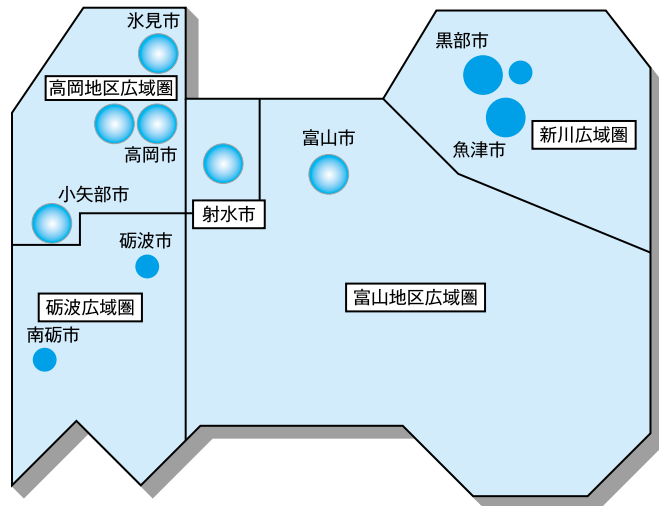 氷見市
高岡地区広域圏
高岡市
小矢部市
砺波市
砺波広域圏
南砺市
射水市
富山市
富山地区広域圏
黒部市
魚津市
新川広域圏